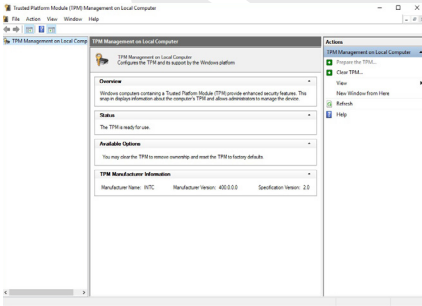 Trusted Platform Module (TPM) Management on Local Computer
File Action View Window Help
TPM Management on Local Comp
TPM Management on Local Computer
TPM Management on Local Computer
Configures the TPM and its support by the Windows platform
Overview
Windows computers containing a Trusted Platform Module (TPM) provide enhanced security features. This
snap-in displays information about the computer's TPM and allows administrators to manage the device.
Status
The TPM is ready for use.
Available Options
You may clear the TPM to remove ownership and reset the TPM to factory defaults.
TPM Manufacturer Information
Manufacturer Name: INTC Manufacturer Version: 400.0.0.0 Specification Version: 2.0
Actions
TPM Management on Local Computer
Prepare the TPM...
Clear TPM...
View
New Window from Here
Refresh
Help